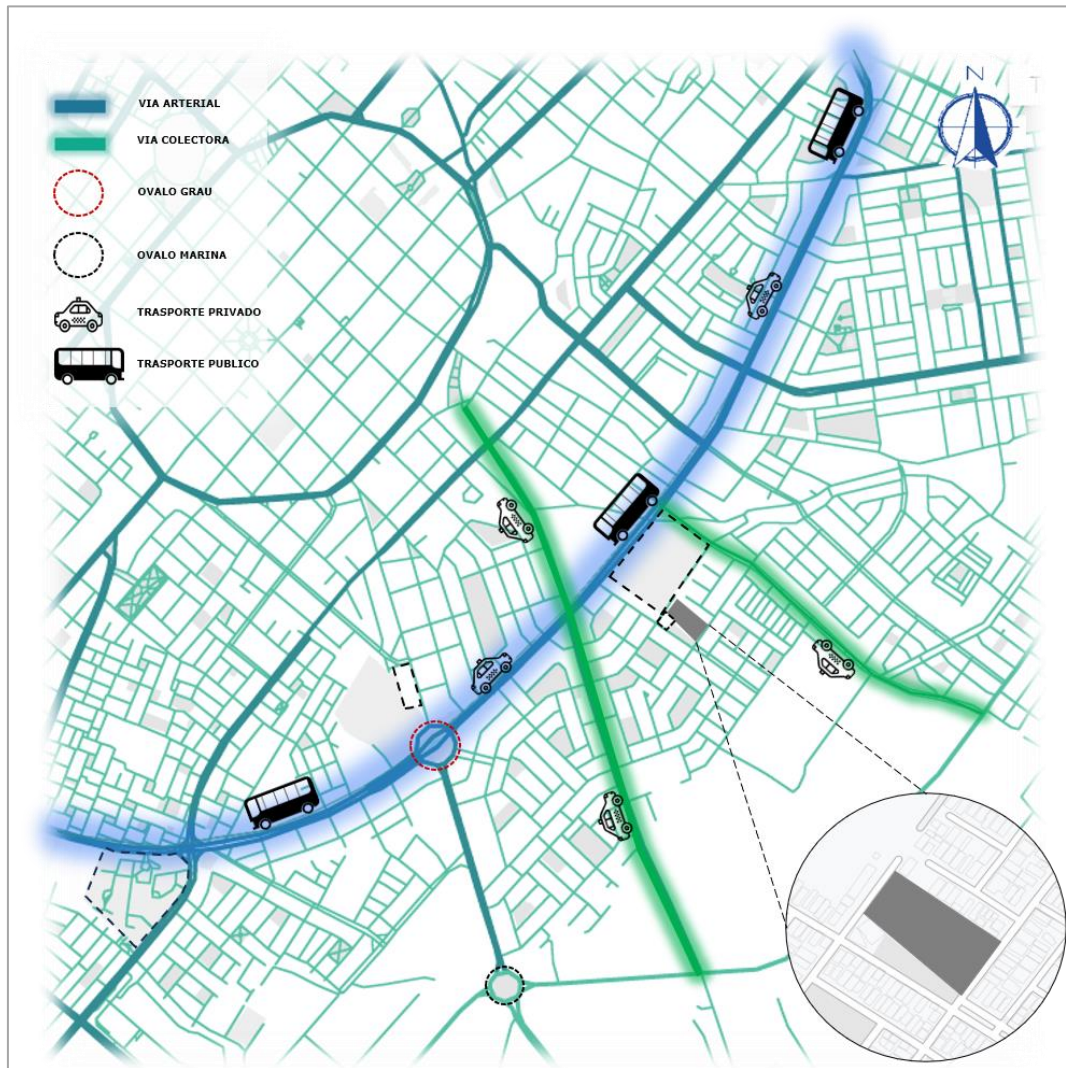 VIA ARTERIAL
VIA COLECTORA
OVALO GRAU
OVALO MARINA
TRASPORTE PRIVADO
TRASPORTE PUBLICO
N